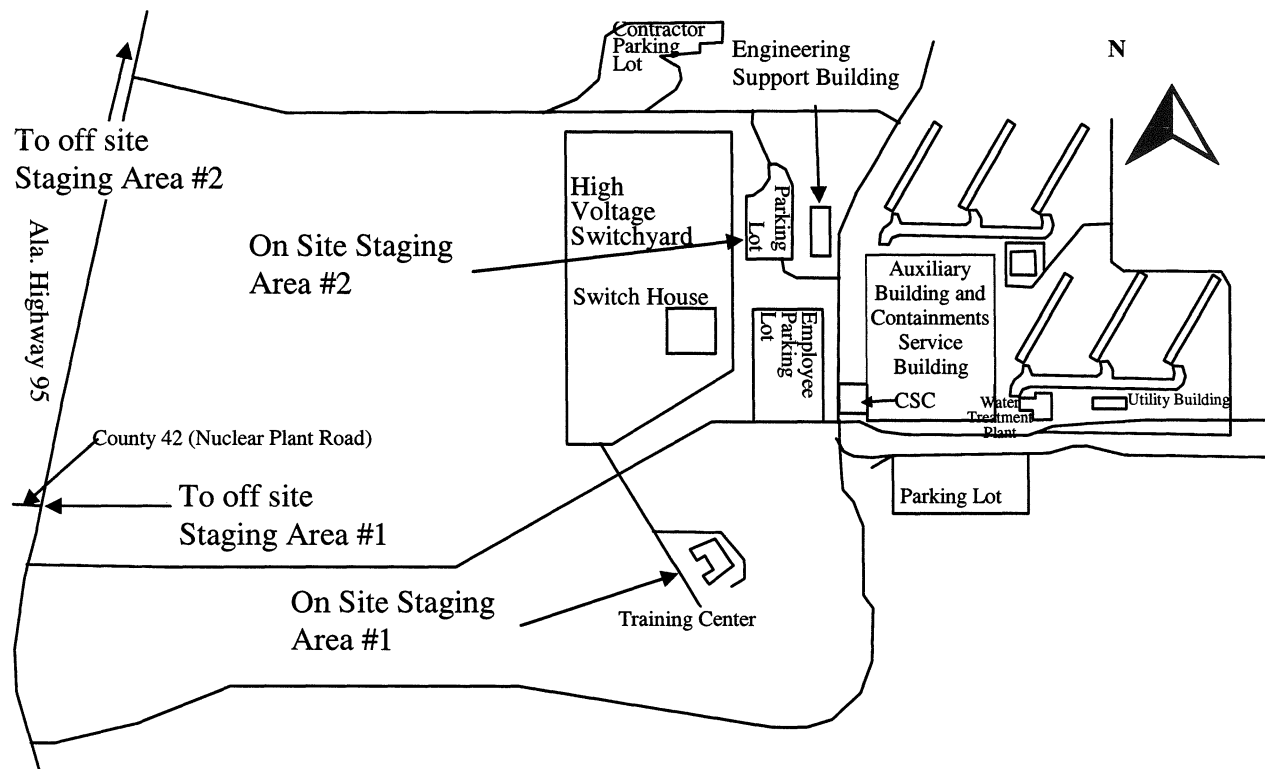 Contractor
Parking
Lot
Engineering
Support Building
N
To off site
Staging Area #2
High
Voltage
Switchyard
Parking
Lot
On Site Staging
Area #2
Ala. Highway 95
Auxiliary
Building and
Containments
Service
Building
Switch House
Employee
Parking
Lot
CSC
Water
Treatment
Plant
Utility Building
County 42 (Nuclear Plant Road)
To off site
Staging Area #1
Parking Lot
On Site Staging
Area #1
Training Center